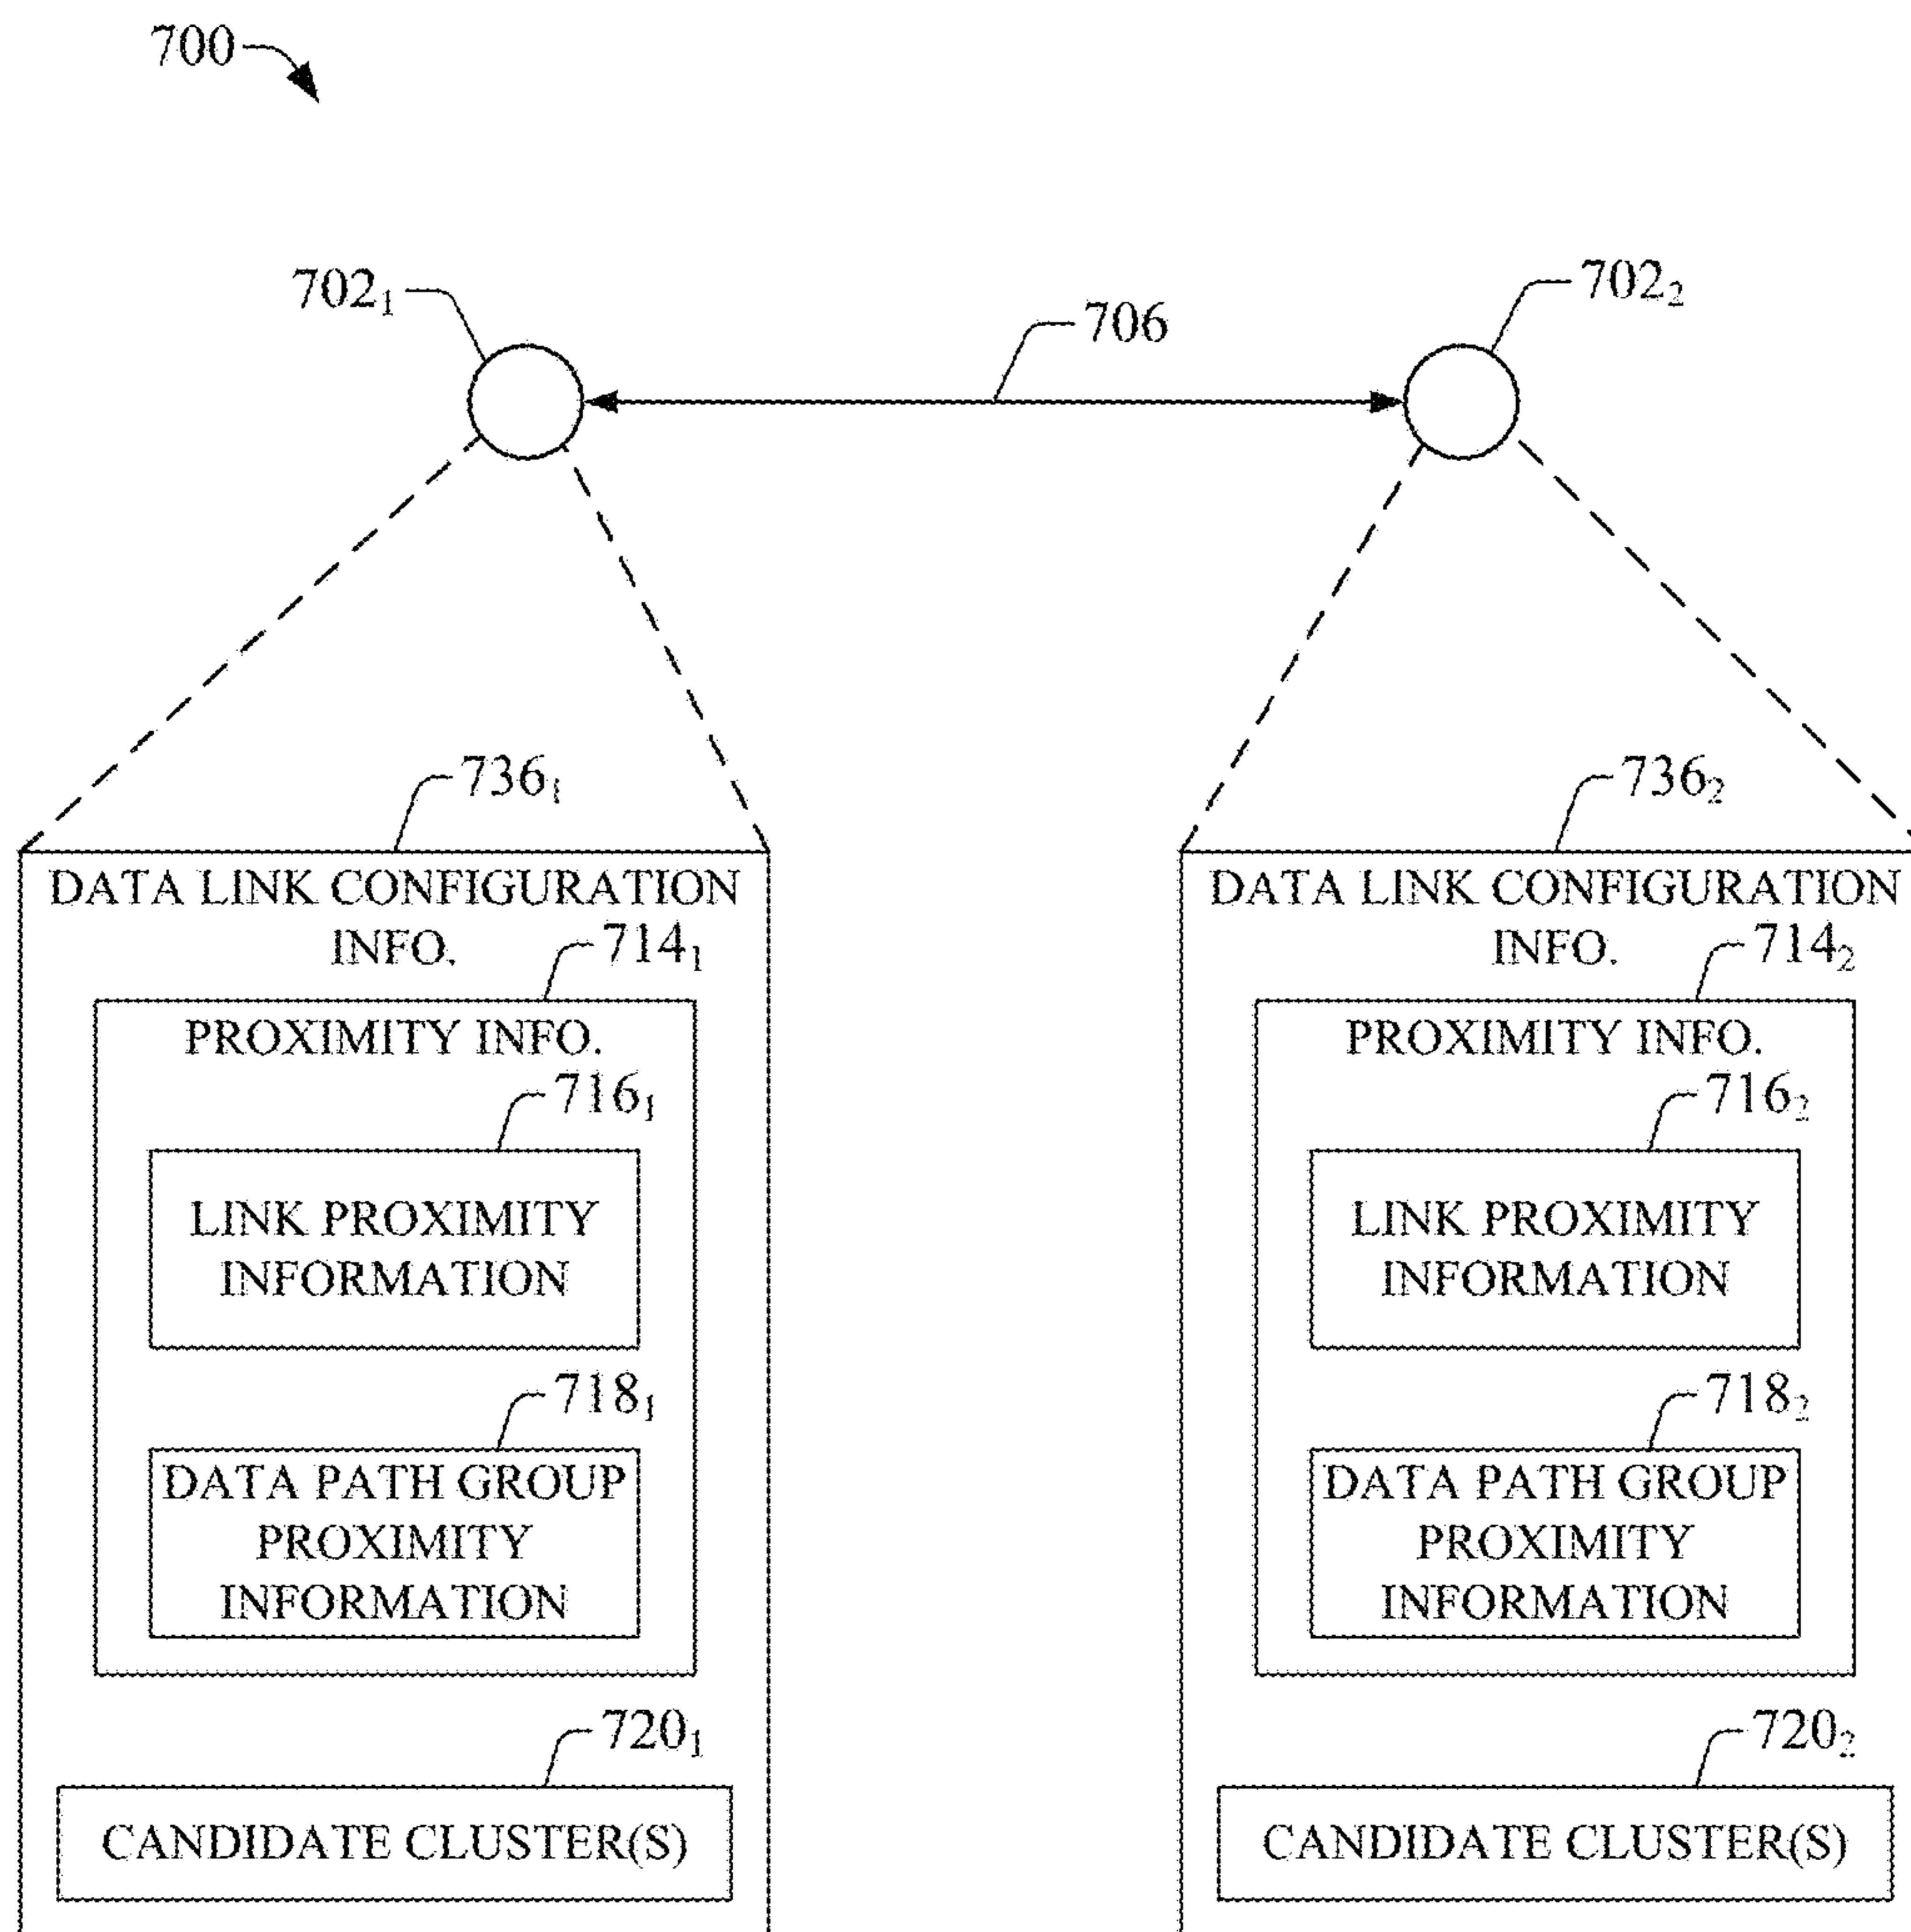 700
702₁
702₂
706
736₁
DATA LINK CONFIGURATION
INFO.
714₁
PROXIMITY INFO.
716₁
LINK PROXIMITY
INFORMATION
718₁
DATA PATH GROUP
PROXIMITY
INFORMATION
720₁
CANDIDATE CLUSTER(S)
736₂
DATA LINK CONFIGURATION
INFO.
714₂
PROXIMITY INFO.
716₂
LINK PROXIMITY
INFORMATION
718₂
DATA PATH GROUP
PROXIMITY
INFORMATION
720₂
CANDIDATE CLUSTER(S)